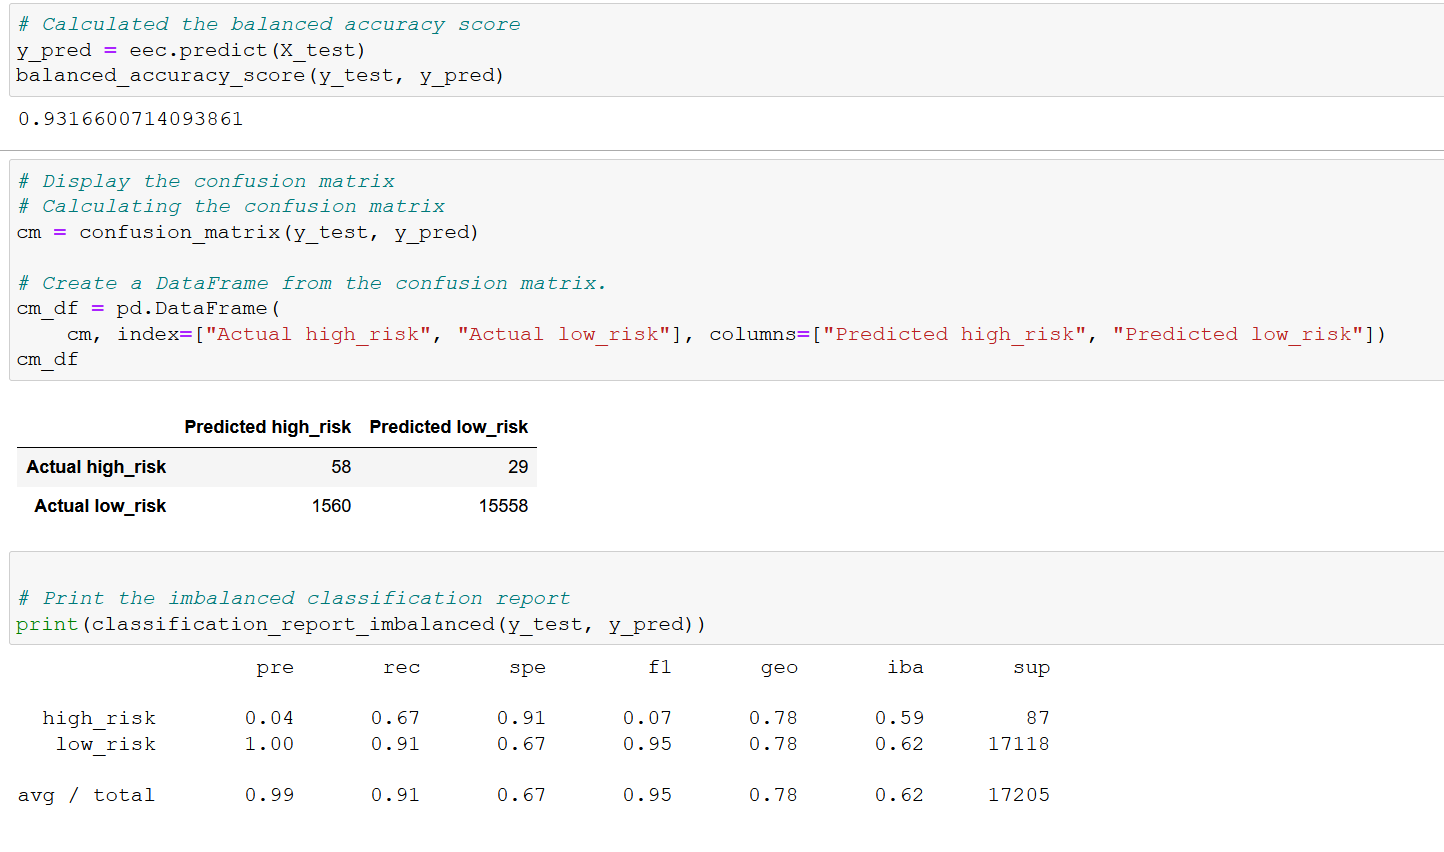 # Calculated the balanced accuracy score
y_pred = eec.predict(X_test)
balanced_accuracy_score(y_test, y_pred)
0.9316600714093861
# Display the confusion matrix
# Calculating the confusion matrix
cm = confusion_matrix(y_test, y_pred)
# Create a DataFrame from the confusion matrix.
cm_df = pd.DataFrame(
cm, index=["Actual high_risk", "Actual low_risk"], columns=["Predicted high_risk", "Predicted low_risk"])
cm_df
Predicted high_risk Predicted low_risk
Actual high_risk 58 29
Actual low_risk 1560 15558
# Print the imbalanced classification report
print(classification_report_imbalanced(y_test, y_pred))
pre rec spe f1 geo iba sup
high_risk 0.04 0.67 0.91 0.07 0.78 0.59 87
low_risk 1.00 0.91 0.67 0.95 0.78 0.62 17118
avg / total 0.99 0.91 0.67 0.95 0.78 0.62 17205